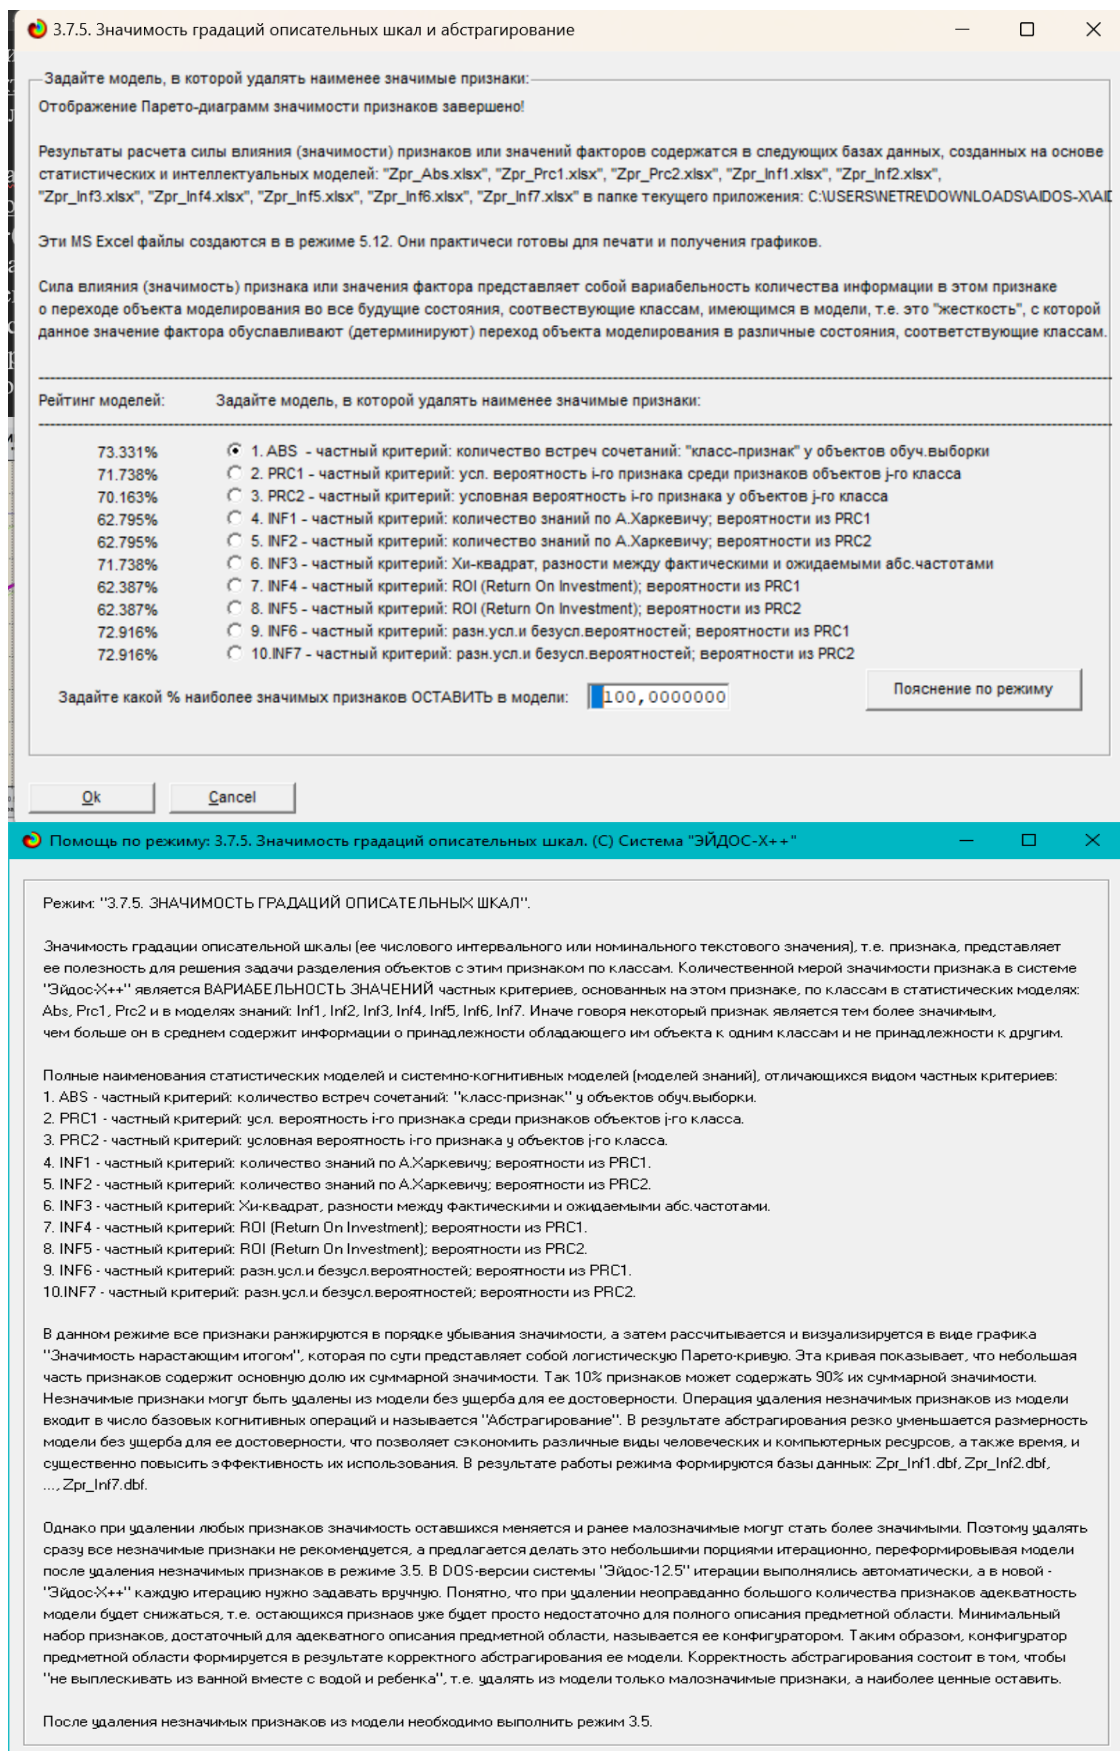 3.7.5. Значимость градаций описательных шкал и абстрагирование
Задайте модель, в которой удалять наименее значимые признаки:
Отображение Парето-диаграмм значимости признаков завершено!
Результаты расчета силы влияния (значимости) признаков или значений факторов содержатся в следующих базах данных, созданных на основе
статистических и интеллектуальных моделей: "Zpr_Abs.xlsx", "Zpr_Prc1.xlsx", "Zpr_Prc2.xlsx", "Zpr_Inf1.xlsx", "Zpr_Inf2.xlsx",
"Zpr_Inf3.xlsx", "Zpr_Inf4.xlsx", "Zpr_Inf5.xlsx", "Zpr_Inf6.xlsx", "Zpr_Inf7.xlsx" в папке текущего приложения: C:\USERS\NETRE\DOWNLOADS\AIDOS-X\AID
Эти MS Excel файлы создаются в в режиме 5.12. Они практичеси готовы для печати и получения графиков.
Сила влияния (значимость) признака или значения фактора представляет собой вариабельность количества информации в этом признаке
о переходе объекта моделирования во все будущие состояния, соотвествующие классам, имеющимся в модели, т.е. это "жесткость", с которой
данное значение фактора обуславливают (детерминируют) переход объекта моделирования в различные состояния, соответствующие классам.
Рейтинг моделей: Задайте модель, в которой удалять наименее значимые признаки:
73.331% 1. ABS - частный критерий: количество встреч сочетаний: "класс-признак" у объектов обуч.выборки
71.738% 2. PRC1 - частный критерий: усл. вероятность i-го признака среди признаков объектов j-го класса
70.163% 3. PRC2 - частный критерий: условная вероятность i-го признака у объектов j-го класса
62.795% 4. INF1 - частный критерий: количество знаний по А.Харкевичу; вероятности из PRC1
62.795% 5. INF2 - частный критерий: количество знаний по А.Харкевичу; вероятности из PRC2
71.738% 6. INF3 - частный критерий: Хи-квадрат, разности между фактическими и ожидаемыми абс.частотами
62.387% 7. INF4 - частный критерий: ROI (Return On Investment); вероятности из PRC1
62.387% 8. INF5 - частный критерий: ROI (Return On Investment); вероятности из PRC2
72.916% 9. INF6 - частный критерий: разн.усл.и безусл.вероятностей; вероятности из PRC1
72.916% 10.INF7 - частный критерий: разн.усл.и безусл.вероятностей; вероятности из PRC2
Задайте какой % наиболее значимых признаков ОСТАВИТЬ в модели: 100,0000000 Пояснение по режиму
Ok Cancel
Помощь по режиму: 3.7.5. Значимость градаций описательных шкал. (С) Система "ЭЙДОС-Х++"
Режим: "3.7.5. ЗНАЧИМОСТЬ ГРАДАЦИЙ ОПИСАТЕЛЬНЫХ ШКАЛ".
Значимость градации описательной шкалы (ее числового интервального или номинального текстового значения), т.е. признака, представляет
ее полезность для решения задачи разделения объектов с этим признаком по классам. Количественной мерой значимости признака в системе
"Эйдос-Х++" является ВАРИАБЕЛЬНОСТЬ ЗНАЧЕНИЙ частных критериев, основанных на этом признаке, по классам в статистических моделях:
Abs, Prc1, Prc2 и в моделях знаний: Inf1, Inf2, Inf3, Inf4, Inf5, Inf6, Inf7. Иначе говоря некоторый признак является тем более значимым,
чем больше он в среднем содержит информации о принадлежности обладающего им объекта к одним классам и не принадлежности к другим.
Полные наименования статистических моделей и системно-когнитивных моделей (моделей знаний), отличающихся видом частных критериев:
1. ABS - частный критерий: количество встреч сочетаний: "класс-признак" у объектов обуч.выборки.
2. PRC1 - частный критерий: усл. вероятность i-го признака среди признаков объектов j-го класса.
3. PRC2 - частный критерий: условная вероятность i-го признака у объектов j-го класса.
4. INF1 - частный критерий: количество знаний по А.Харкевичу; вероятности из PRC1.
5. INF2 - частный критерий: количество знаний по А.Харкевичу; вероятности из PRC2.
6. INF3 - частный критерий: Хи-квадрат, разности между фактическими и ожидаемыми абс.частотами.
7. INF4 - частный критерий: ROI (Return On Investment); вероятности из PRC1.
8. INF5 - частный критерий: ROI (Return On Investment); вероятности из PRC2.
9. INF6 - частный критерий: разн.усл.и безусл.вероятностей; вероятности из PRC1.
10.INF7 - частный критерий: разн.усл.и безусл.вероятностей; вероятности из PRC2.
В данном режиме все признаки ранжируются в порядке убывания значимости, а затем рассчитывается и визуализируется в виде графика
"Значимость нарастающим итогом", которая по сути представляет собой логистическую Парето-кривую. Эта кривая показывает, что небольшая
часть признаков содержит основную долю их суммарной значимости. Так 10% признаков может содержать 90% их суммарной значимости.
Незначимые признаки могут быть удалены из модели без ущерба для ее достоверности. Операция удаления незначимых признаков из модели
входит в число базовых когнитивных операций и называется "Абстрагирование". В результате абстрагирования резко уменьшается размерность
модели без ущерба для ее достоверности, что позволяет сэкономить различные виды человеческих и компьютерных ресурсов, а также время, и
существенно повысить эффективность их использования. В результате работы режима формируются базы данных: Zpr_Inf1.dbf, Zpr_Inf2.dbf,
..., Zpr_Inf7.dbf.
Однако при удалении любых признаков значимость оставшихся меняется и ранее малозначимые могут стать более значимыми. Поэтому удалять
сразу все незначимые признаки не рекомендуется, а предлагается делать это небольшими порциями итерационно, переформировывая модели
после удаления незначимых признаков в режиме 3.5. В DOS-версии системы "Эйдос-12.5" итерации выполнялись автоматически, а в новой -
"Эйдос-Х++" каждую итерацию нужно задавать вручную. Понятно, что при удалении неоправданно большого количества признаков адекватность
модели будет снижаться, т.е. остающихся признаов уже будет просто недостаточно для полного описания предметной области. Минимальный
набор признаков, достаточный для адекватного описания предметной области, называется ее конфигуратором. Таким образом, конфигуратор
предметной области формируется в результате корректного абстрагирования ее модели. Корректность абстрагирования состоит в том, чтобы
"не выплескивать из ванной вместе с водой и ребенка", т.е. удалять из модели только малозначимые признаки, а наиболее ценные оставить.
После удаления незначимых признаков из модели необходимо выполнить режим 3.5.